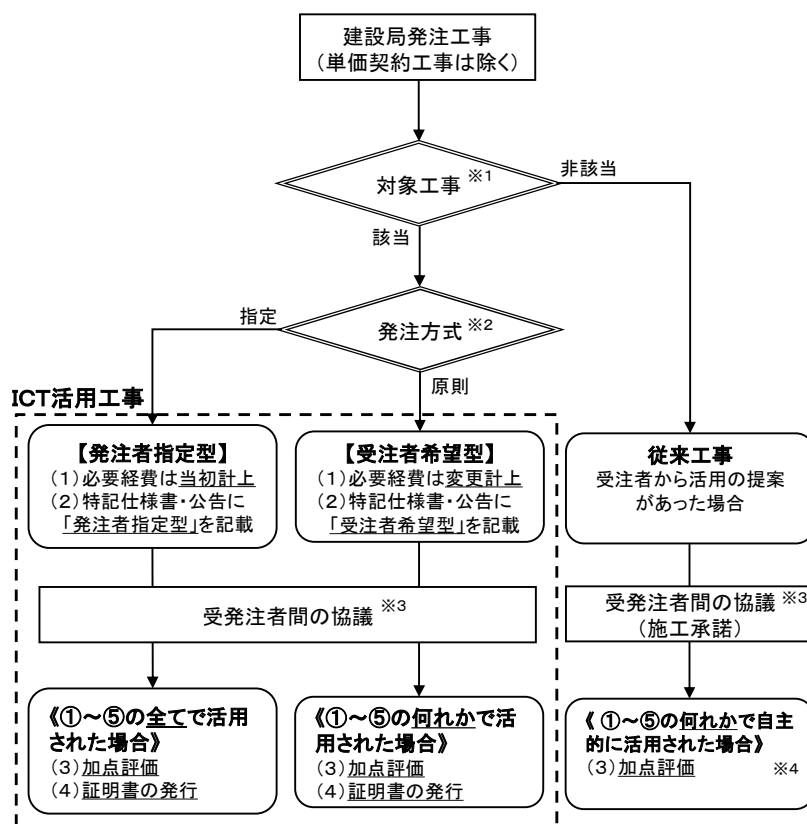 建設局発注工事
(単価契約工事は除く)
対象工事 ※1
非該当
該当
発注方式 ※2
指定
原則
ICT活用工事
【発注者指定型】
(1)必要経費は当初計上
(2)特記仕様書・公告に
「発注者指定型」を記載
【受注者希望型】
(1)必要経費は変更計上
(2)特記仕様書・公告に
「受注者希望型」を記載
従来工事
受注者から活用の提案
があった場合
受発注者間の協議 ※3
受発注者間の協議 ※3
(施工承諾)
《①～⑤の全てで活用
された場合》
(3)加点評価
(4)証明書の発行
《①～⑤の何れかで活
用された場合》
(3)加点評価
(4)証明書の発行
《 ①～⑤の何れかで自主
的に活用された場合》
(3)加点評価 ※4